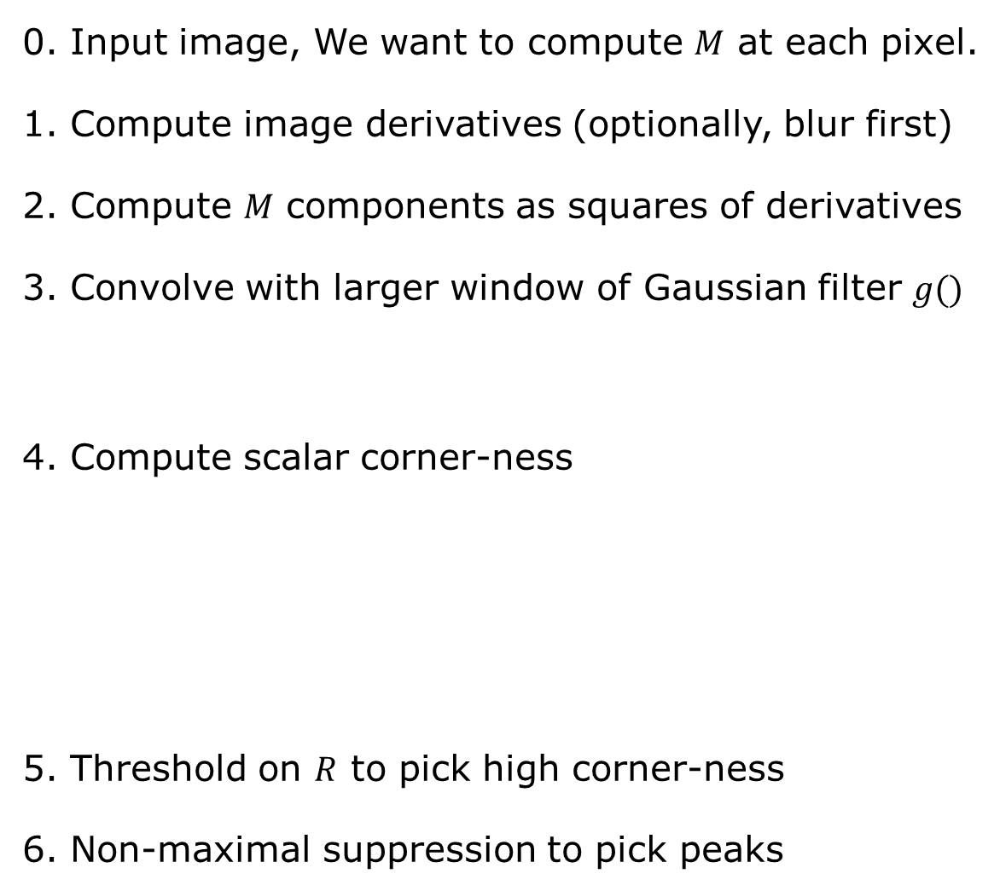 0. Input image, We want to compute M at each pixel.
1. Compute image derivatives (optionally, blur first)
2. Compute M components as squares of derivatives
3. Convolve with larger window of Gaussian filter g()
4. Compute scalar corner-ness
5. Threshold on R to pick high corner-ness
6. Non-maximal suppression to pick peaks